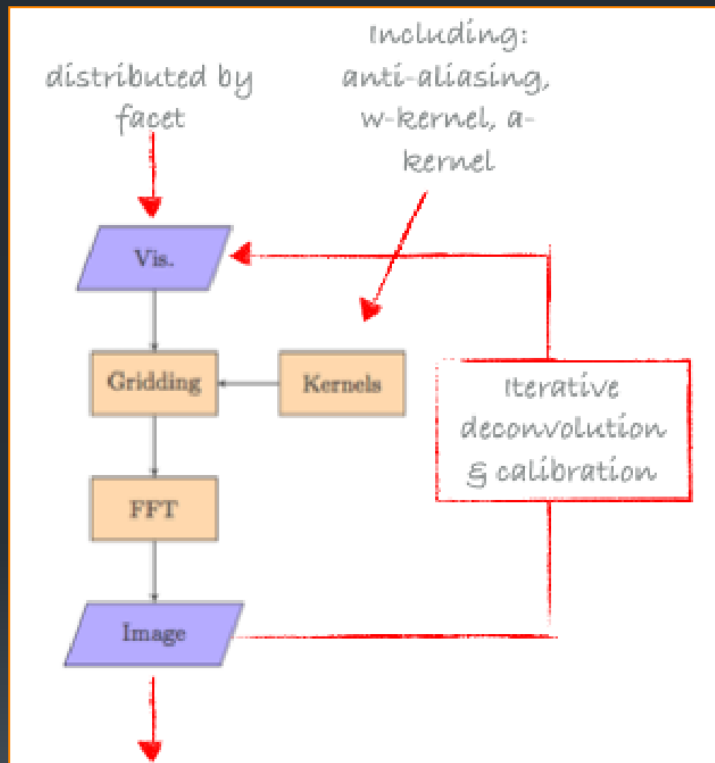 distributed by
facet
Including:
anti-aliasing,
w-kernel, a-
kernel
Vis.
Gridding
Kernels
FFT
Image
Iterative
deconvolution
& calibration